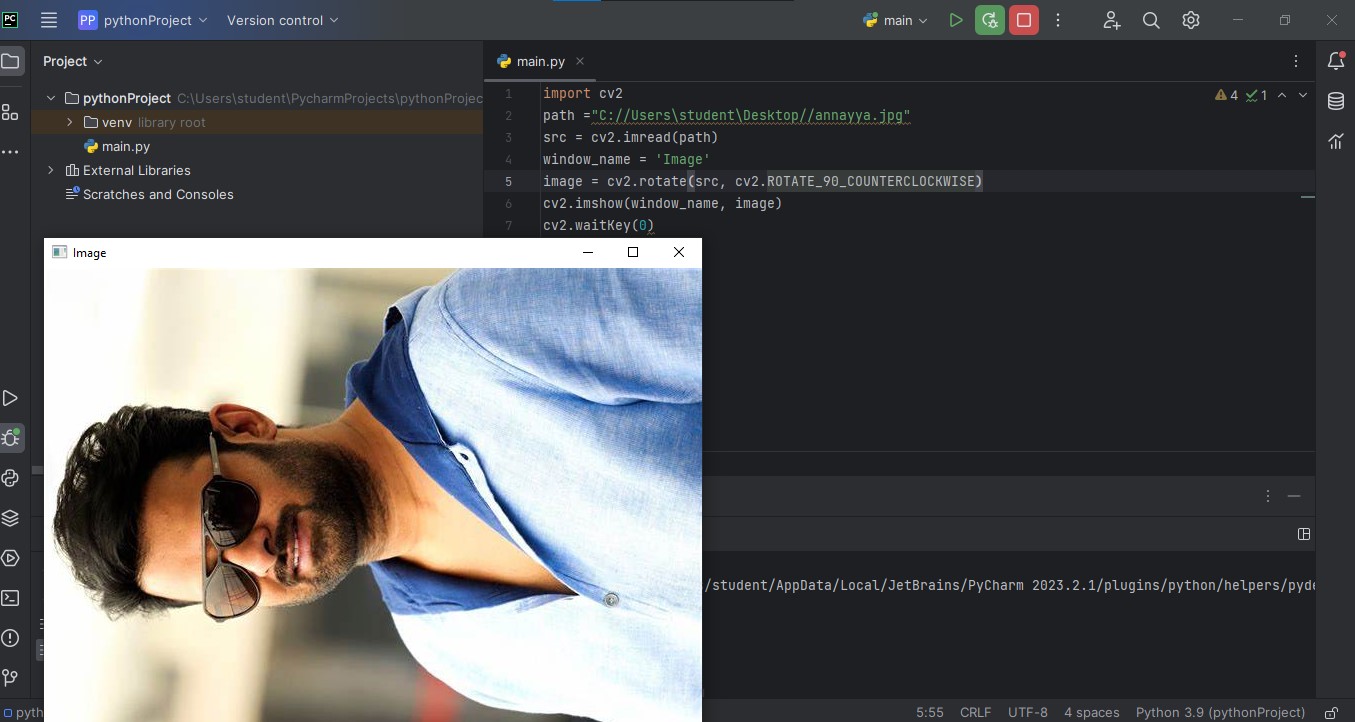 PC
PP pythonProject Version control main
Project
main.py
pythonProject C:\Users\student\PycharmProjects\pythonProjec
venv library root
main.py
External Libraries
Scratches and Consoles
4 1
1 import cv2
2 path ="C://Users\student\Desktop//annayya.jpg"
3 src = cv2.imread(path)
4 window_name = 'Image'
5 image = cv2.rotate(src, cv2.ROTATE_90_COUNTERCLOCKWISE)
6 cv2.imshow(window_name, image)
7 cv2.waitKey(0)
Image
/student/AppData/Local/JetBrains/PyCharm 2023.2.1/plugins/python/helpers/pyde
pyth
5:55 CRLF UTF-8 4 spaces Python 3.9 (pythonProject)